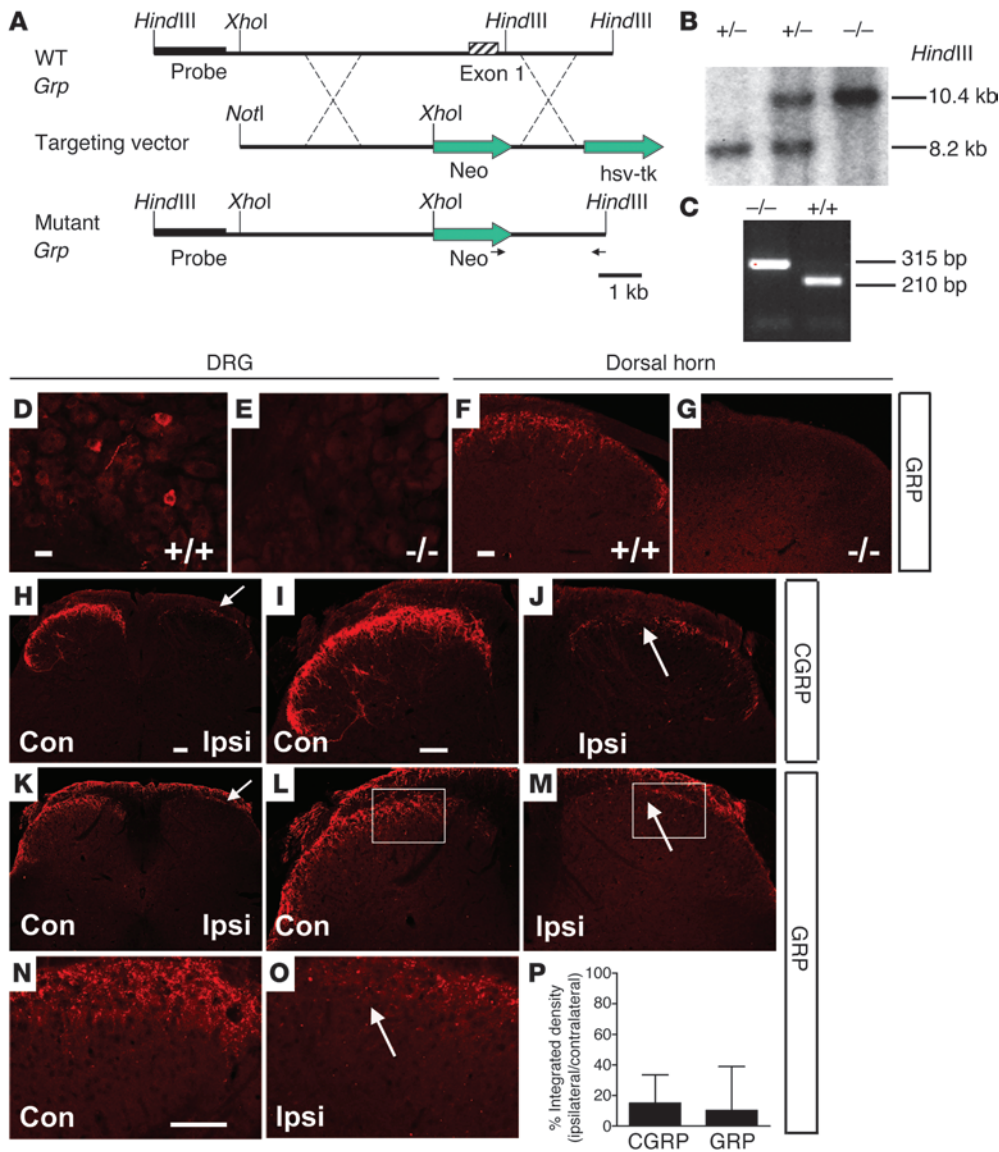 A
HindIII XhoI HindIII HindIII
WT
Grp
Probe
Exon 1
NotI XhoI
Targeting vector
Neo
hsv-tk
HindIII XhoI XhoI HindIII
Mutant
Grp
Probe
Neo
1 kb
B
+/– +/– –/–
HindIII
10.4 kb
8.2 kb
C
–/– +/+
315 bp
210 bp
DRG
Dorsal horn
D
+/+
E
-/-
F
+/+
G
-/-
GRP
H
Con
Ipsi
I
Con
J
Ipsi
CGRP
K
Con
Ipsi
L
Con
M
Ipsi
N
Con
O
Ipsi
P
% Integrated density
(ipsilateral/contralateral)
100
80
60
40
20
0
CGRP GRP
GRP